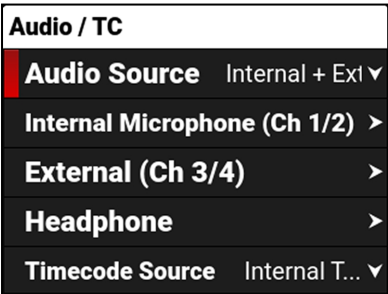 Audio / TC
Audio Source Internal + Ext
Internal Microphone (Ch 1/2)
External (Ch 3/4)
Headphone
Timecode Source Internal T...